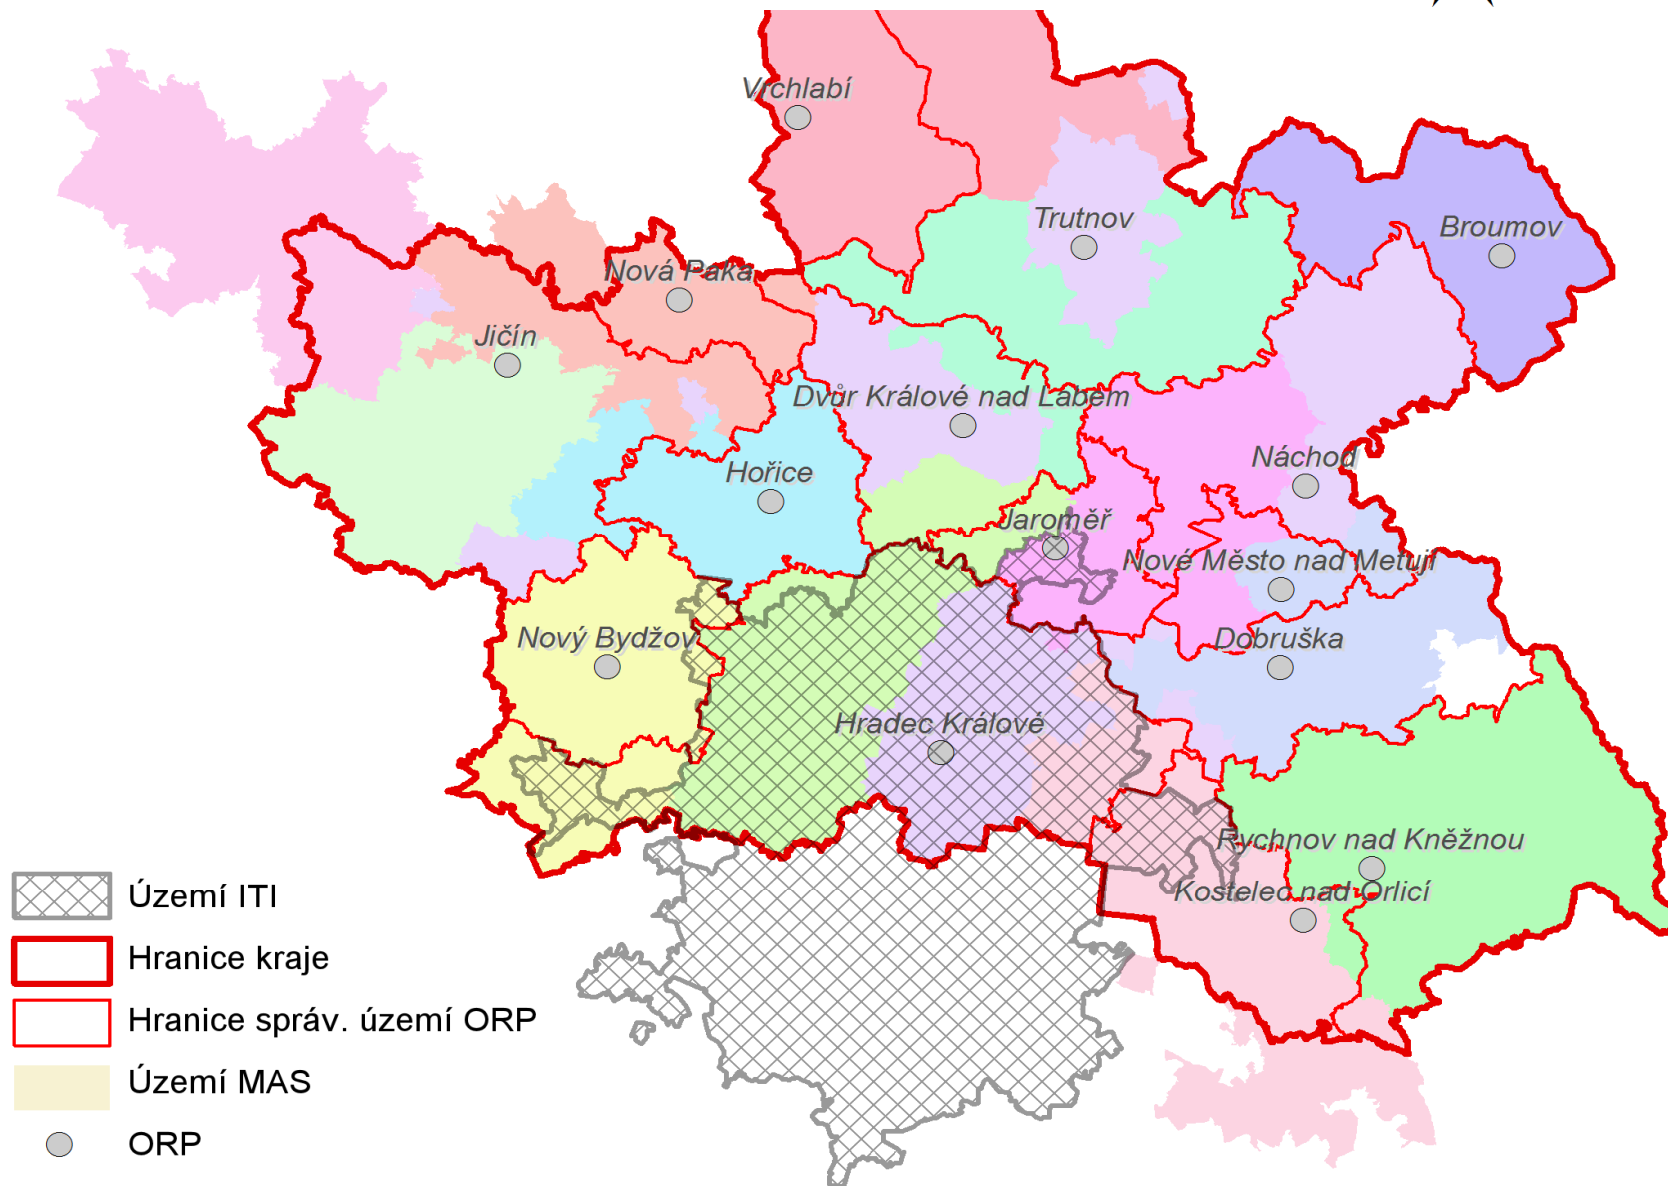 Vrchlabí
Trutnov
Broumov
Nová Paka
Jičín
Dvůr Králové nad Labem
Náchod
Hořice
Jaroměř
Nové Město nad Metují
Nový Bydžov
Dobruška
Hradec Králové
Rychnov nad Kněžnou
Kostelec nad Orlicí
Území ITI
Hranice kraje
Hranice správ. území ORP
Území MAS
ORP